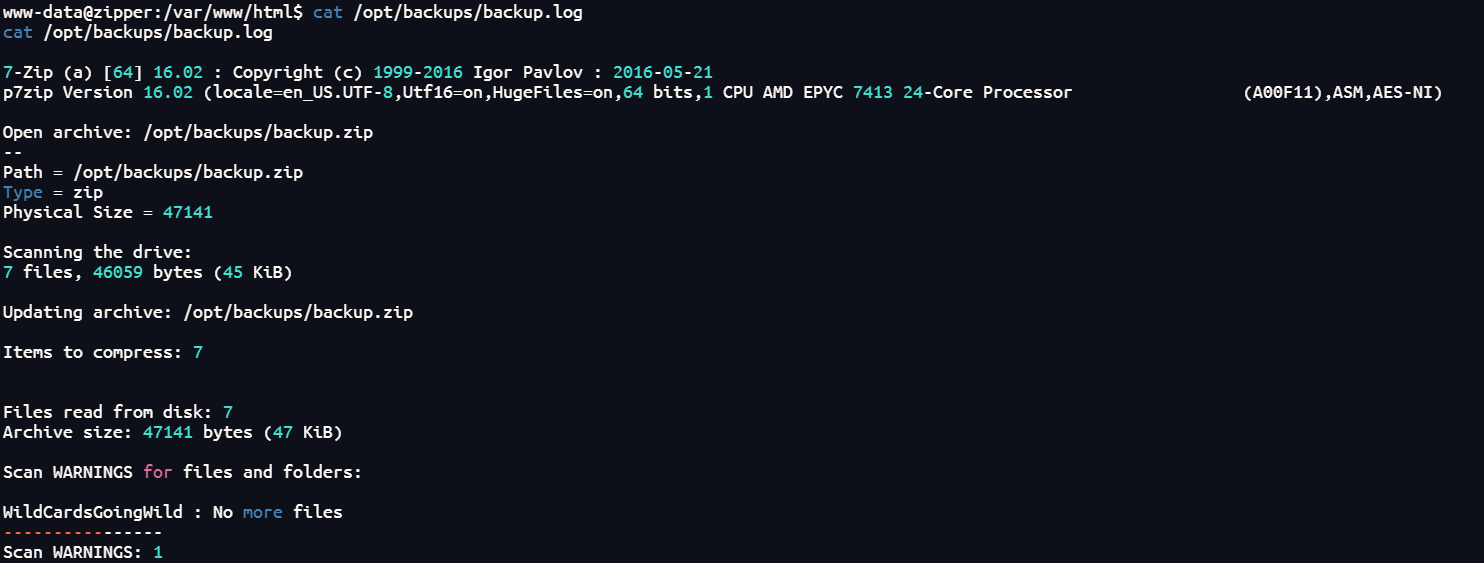 www-data@zipper:/var/www/html$ cat /opt/backups/backup.log
cat /opt/backups/backup.log
7-Zip (a) [64] 16.02 : Copyright (c) 1999-2016 Igor Pavlov : 2016-05-21
p7zip Version 16.02 (locale=en_US.UTF-8,Utf16=on,HugeFiles=on,64 bits,1 CPU AMD EPYC 7413 24-Core Processor                 (A00F11),ASM,AES-NI)
Open archive: /opt/backups/backup.zip
--
Path = /opt/backups/backup.zip
Type = zip
Physical Size = 47141
Scanning the drive:
7 files, 46059 bytes (45 KiB)
Updating archive: /opt/backups/backup.zip
Items to compress: 7
Files read from disk: 7
Archive size: 47141 bytes (47 KiB)
Scan WARNINGS for files and folders:
WildCardsGoingWild : No more files
----------------
Scan WARNINGS: 1